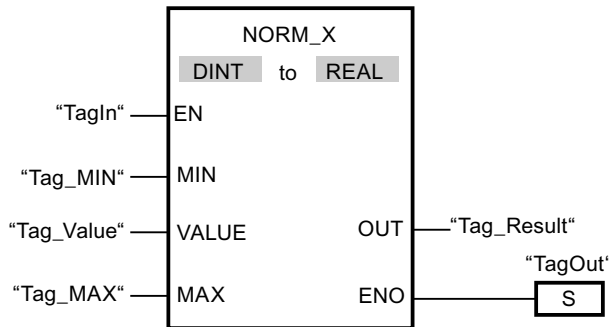 NORM_X
DINT to REAL
“TagIn“ EN
“Tag_MIN“ MIN
“Tag_Value“ VALUE OUT “Tag_Result“
“TagOut“
“Tag_MAX“ MAX ENO S